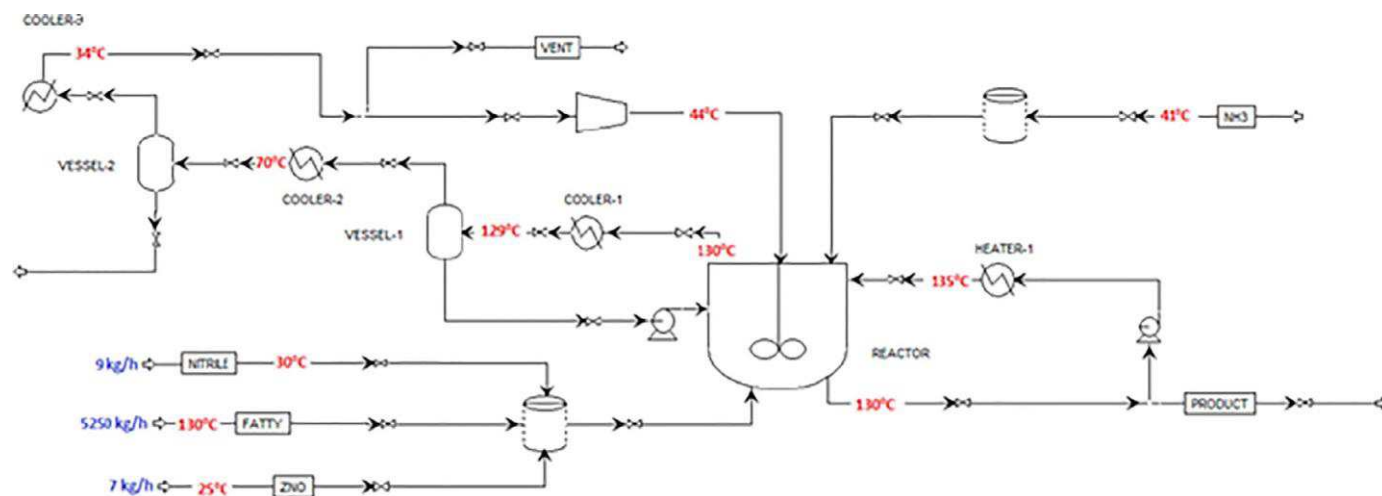 COOLER-3
34°C
VENT
44°C
41°C
NH3
VESSEL-2
70°C
COOLER-2
COOLER-1
VESSEL-1
129°C
130°C
HEATER-1
135°C
REACTOR
9 kg/h
NITRILE
30°C
5250 kg/h
130°C
FATTY
130°C
PRODUCT
7 kg/h
25°C
ZNO